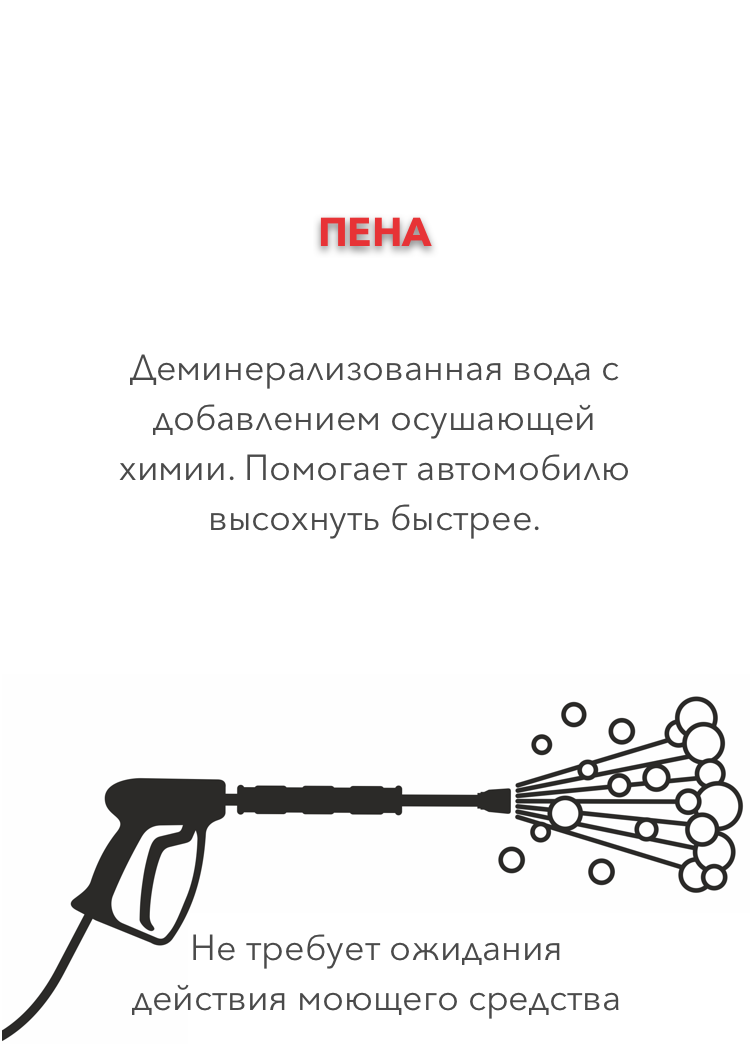 ПЕНА
Деминерализованная вода с
добавлением осушающей
химии. Помогает автомобилю
высохнуть быстрее.
Не требует ожидания
действия моющего средства